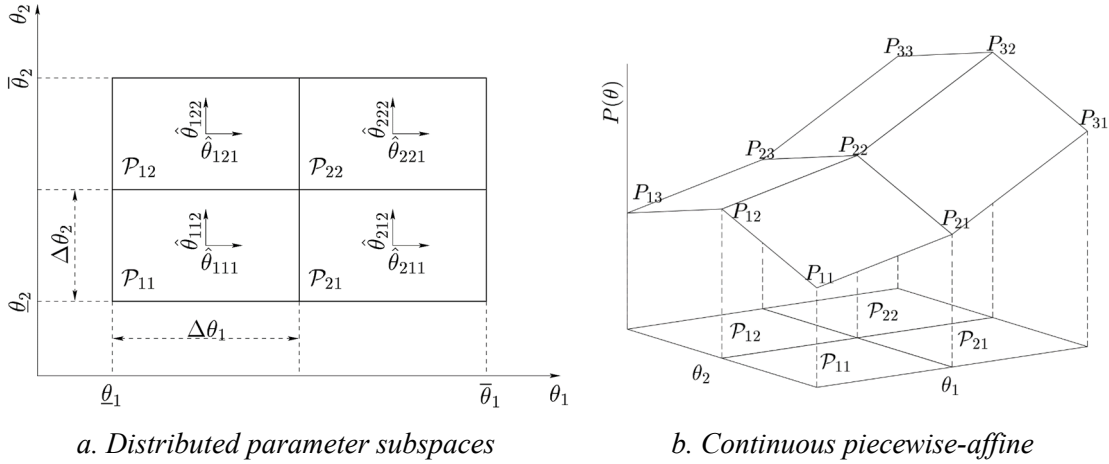 θ₂
θ̅₂
Δθ₂
θ̲₂
θ̂₁₂₂
θ̂₁₂₁
𝒫₁₂
θ̂₂₂₂
θ̂₂₂₁
𝒫₂₂
θ̂₁₁₂
θ̂₁₁₁
𝒫₁₁
θ̂₂₁₂
θ̂₂₁₁
𝒫₂₁
Δθ₁
θ̲₁
θ̅₁
θ₁
a. Distributed parameter subspaces
P(θ)
P₃₃
P₃₂
P₃₁
P₂₃
P₂₂
P₁₃
P₁₂
P₂₁
P₁₁
𝒫₂₂
𝒫₁₂
𝒫₂₁
𝒫₁₁
θ₂
θ₁
b. Continuous piecewise-affine